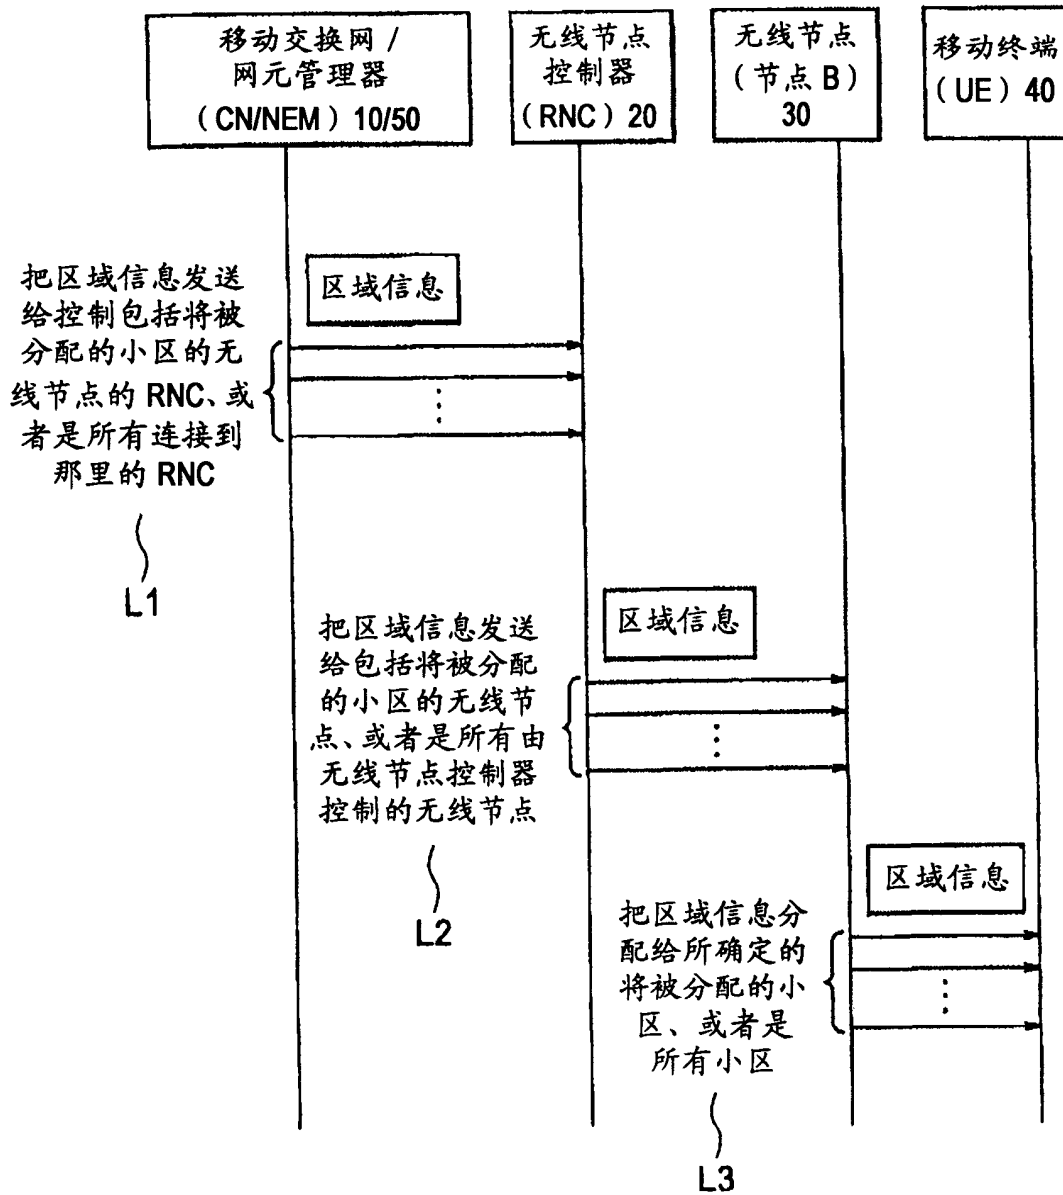 移动交换网 /
网元管理器
(CN/NEM) 10/50
无线节点
控制器
(RNC) 20
无线节点
(节点 B)
30
移动终端
(UE) 40
把区域信息发送
给控制包括将被
分配的小区的无
线节点的 RNC、或
者是所有连接到
那里的 RNC
区域信息
L1
把区域信息发送
给包括将被分配
的小区的无线节
点、或者是所有由
无线节点控制器
控制的无线节点
区域信息
L2
把区域信息分
配给所确定的
将被分配的小
区、或者是
所有小区
区域信息
L3